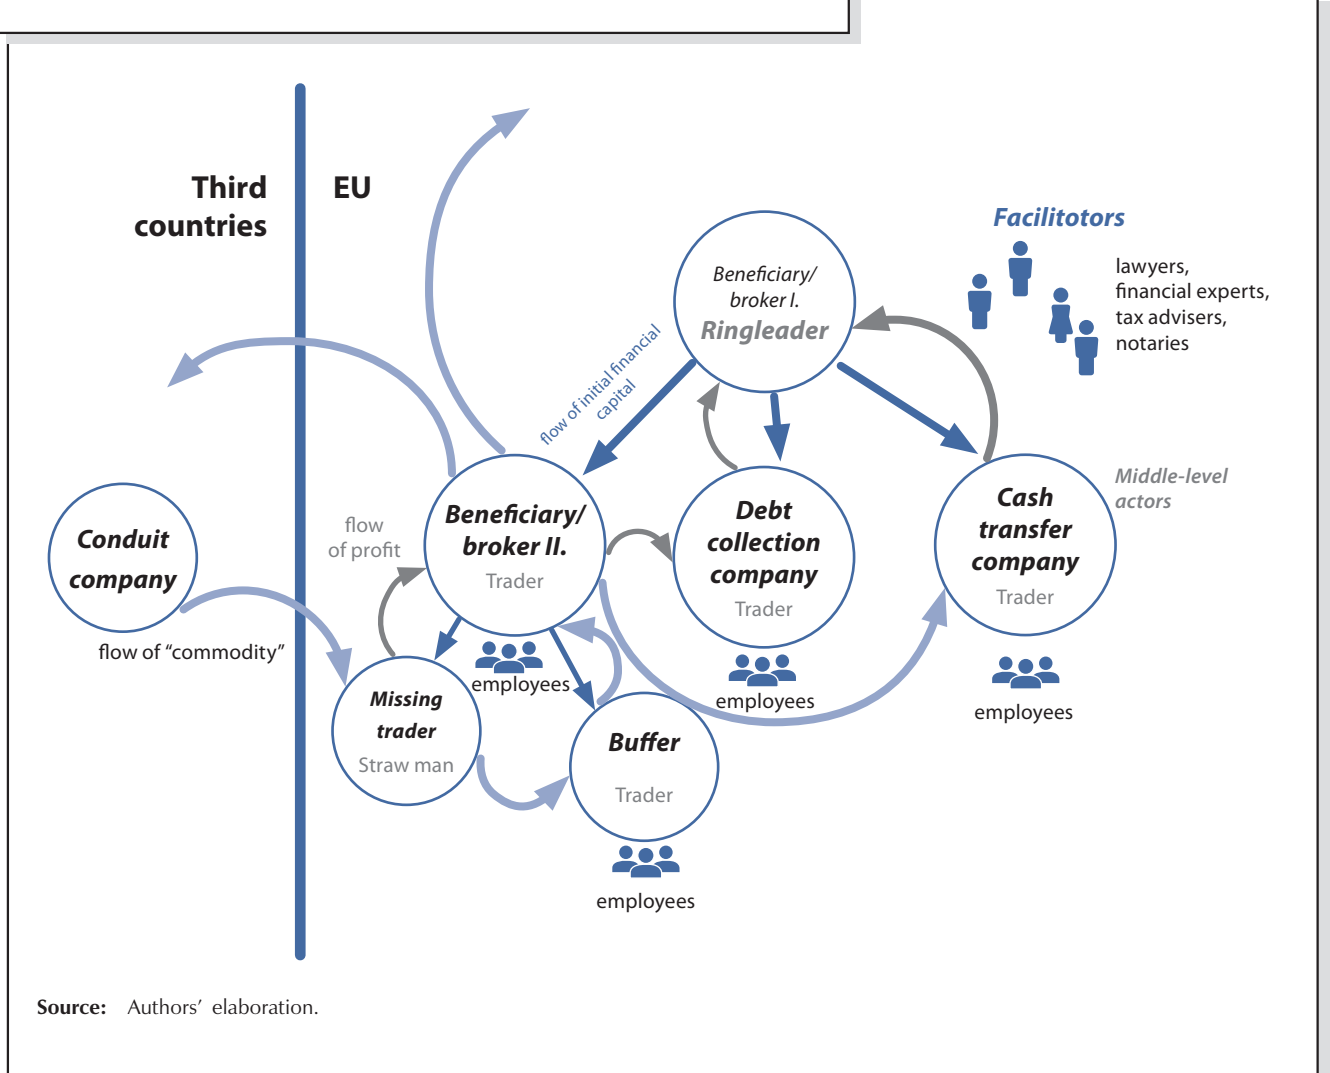 Third
countries
EU
Facilitotors
lawyers,
financial experts,
tax advisers,
notaries
Beneficiary/
broker I.
Ringleader
flow of initial financial
capital
Middle-level
actors
Conduit
company
flow
of profit
Beneficiary/
broker II.
Trader
Debt
collection
company
Trader
Cash
transfer
company
Trader
flow of “commodity”
employees
employees
employees
Missing
trader
Straw man
Buffer
Trader
employees
Source: Authors’ elaboration.